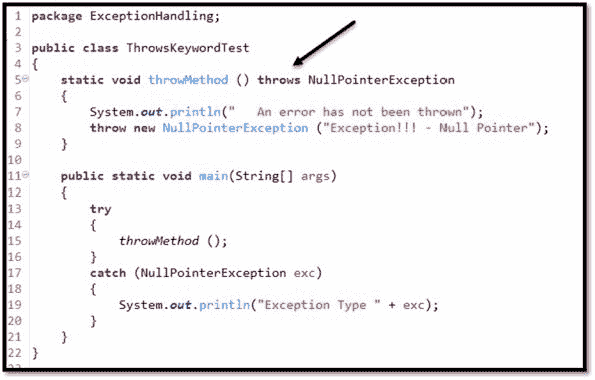 1 package ExceptionHandling;
2
3 public class ThrowsKeywordTest
4 {
5 static void throwMethod () throws NullPointerException
6 {
7 System.out.println("   An error has not been thrown");
8 throw new NullPointerException ("Exception!!! - Null Pointer");
9 }
10
11 public static void main(String[] args)
12 {
13 try
14 {
15 throwMethod ();
16 }
17 catch (NullPointerException exc)
18 {
19 System.out.println("Exception Type " + exc);
20 }
21 }
22 }